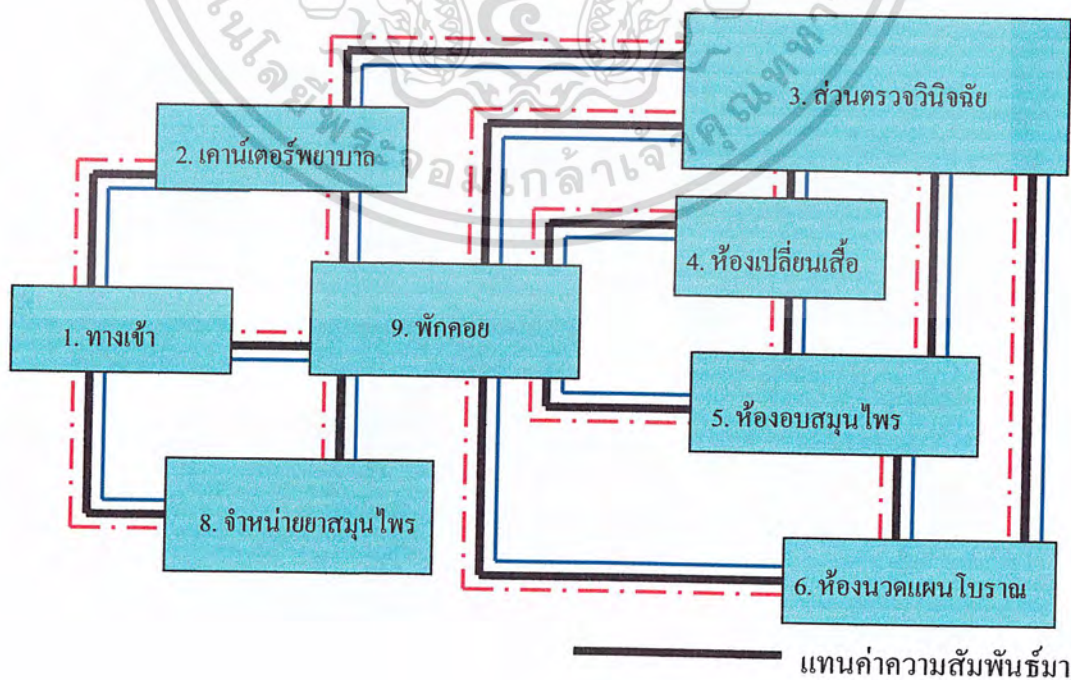 3. ส่วนตรวจวินิจฉัย
2. เคาน์เตอร์พยาบาล
4. ห้องเปลี่ยนเสื้อ
1. ทางเข้า
9. พักคอย
5. ห้องอบสมุนไพร
8. จำหน่ายยาสมุนไพร
6. ห้องนวดแผนโบราณ
แทนค่าความสัมพันธ์มา